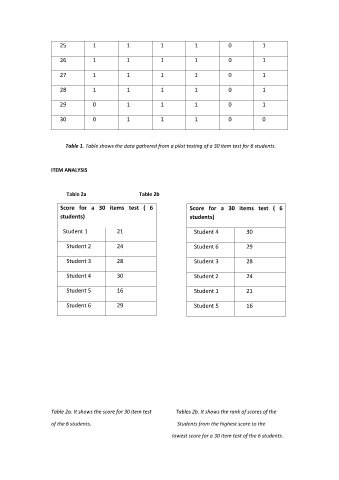 25 1 1 1 1 0 1
26 1 1 1 1 0 1
27 1 1 1 1 0 1
28 1 1 1 1 0 1
29 0 1 1 1 0 1
30 0 1 1 1 0 0
Table 1. Table shows the data gathered from a pilot testing of a 30 item test for 6 students.
ITEM ANALYSIS
Table 2a Table 2b
Score for a 30 items test ( 6
students)
Student 1 21
Student 2 24
Student 3 28
Student 4 30
Student 5 16
Student 6 29
Score for a 30 items test ( 6
students)
Student 4 30
Student 6 29
Student 3 28
Student 2 24
Student 1 21
Student 5 16
Table 2a. It shows the score for 30 item test
of the 6 students.
Tables 2b. It shows the rank of scores of the
Students from the highest score to the
lowest score for a 30 item test of the 6 students.